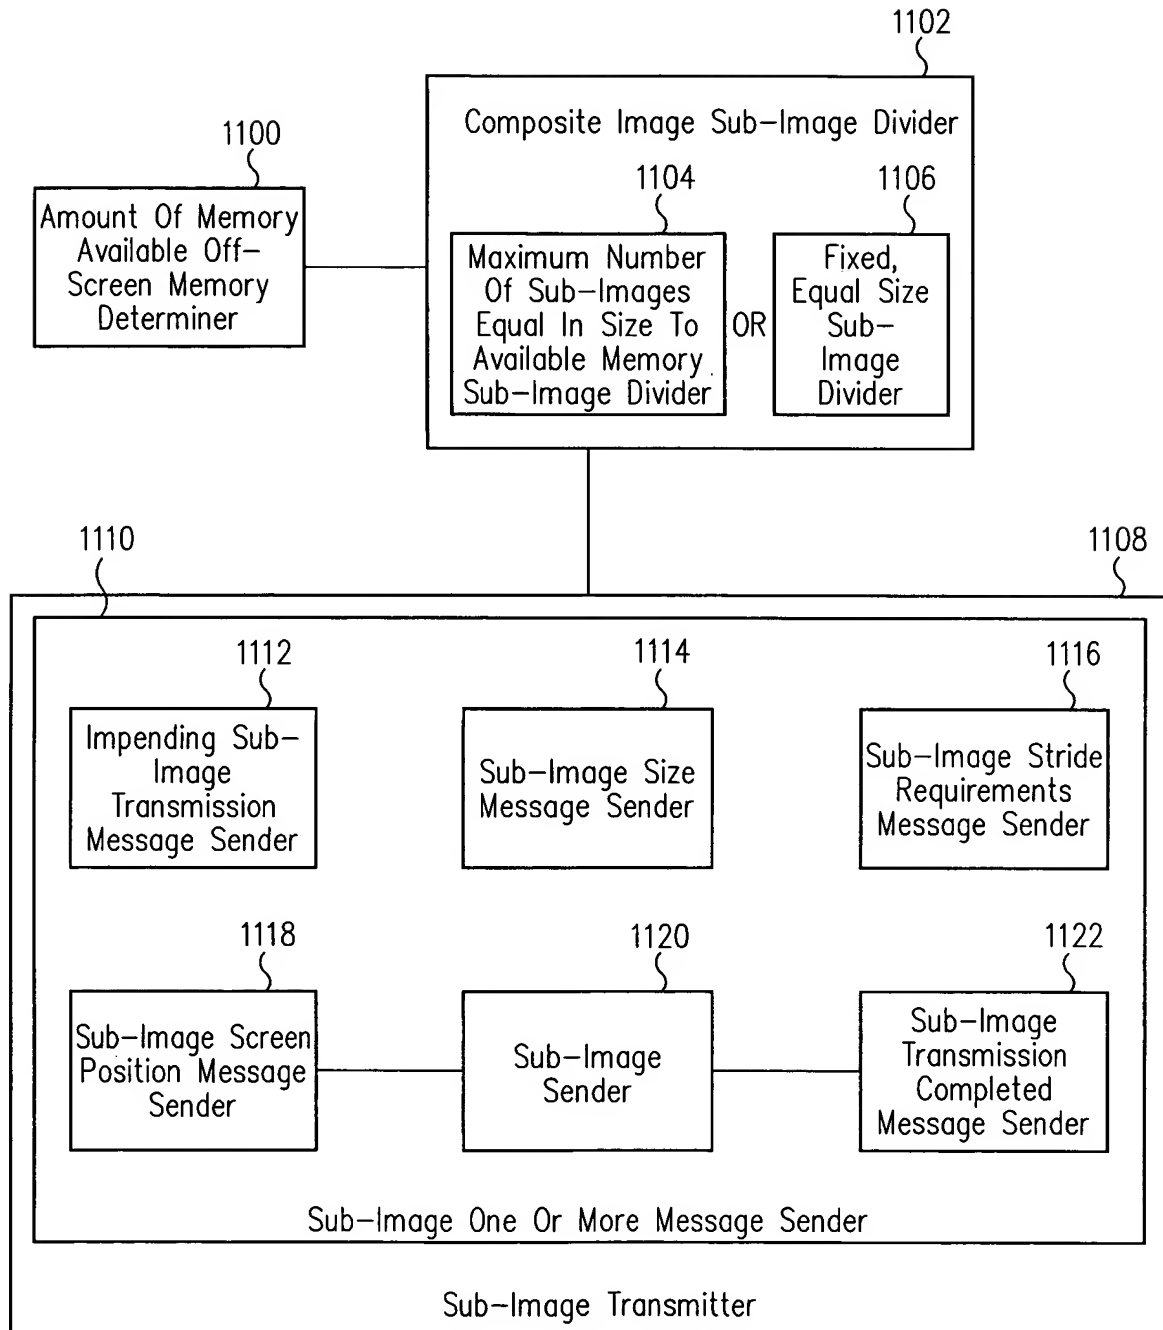 1102
Composite Image Sub-Image Divider
1100
Amount Of Memory
Available Off-
Screen Memory
Determiner
1104
Maximum Number
Of Sub-Images
Equal In Size To
Available Memory
Sub-Image Divider
OR
1106
Fixed,
Equal Size
Sub-
Image
Divider
1110
1108
1112
Impending Sub-
Image
Transmission
Message Sender
1114
Sub-Image Size
Message Sender
1116
Sub-Image Stride
Requirements
Message Sender
1118
Sub-Image Screen
Position Message
Sender
1120
Sub-Image
Sender
1122
Sub-Image
Transmission
Completed
Message Sender
Sub-Image One Or More Message Sender
Sub-Image Transmitter